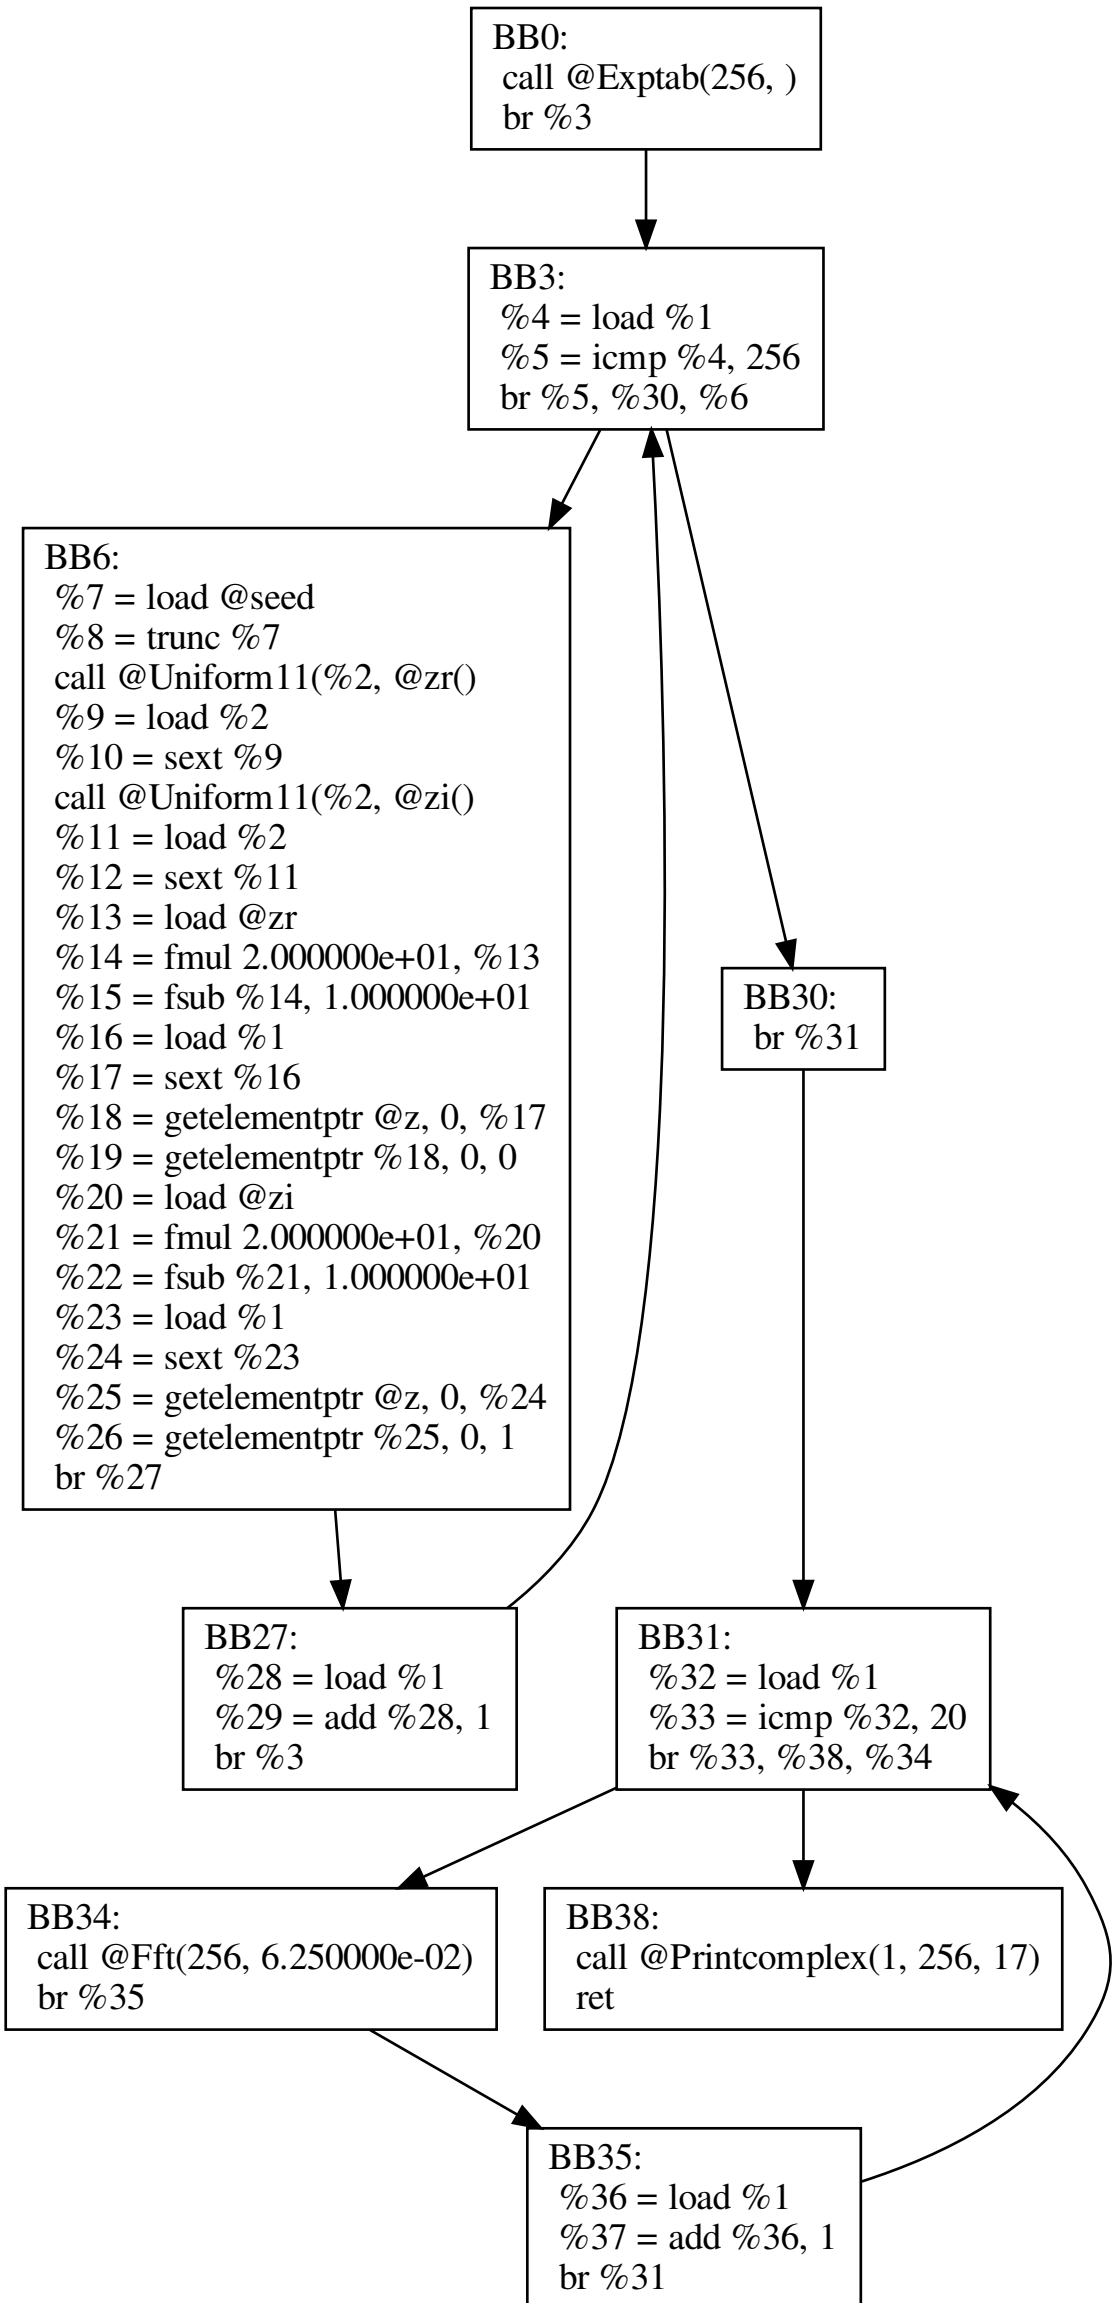 BB0:
call @Exptab(256, )
br %3
BB3:
%4 = load %1
%5 = icmp %4, 256
br %5, %30, %6
BB6:
%7 = load @seed
%8 = trunc %7
call @Uniform11(%2, @zr()
%9 = load %2
%10 = sext %9
call @Uniform11(%2, @zi()
%11 = load %2
%12 = sext %11
%13 = load @zr
%14 = fmul 2.000000e+01, %13
%15 = fsub %14, 1.000000e+01
%16 = load %1
%17 = sext %16
%18 = getelementptr @z, 0, %17
%19 = getelementptr %18, 0, 0
%20 = load @zi
%21 = fmul 2.000000e+01, %20
%22 = fsub %21, 1.000000e+01
%23 = load %1
%24 = sext %23
%25 = getelementptr @z, 0, %24
%26 = getelementptr %25, 0, 1
br %27
BB30:
br %31
BB27:
%28 = load %1
%29 = add %28, 1
br %3
BB31:
%32 = load %1
%33 = icmp %32, 20
br %33, %38, %34
BB34:
call @Fft(256, 6.250000e-02)
br %35
BB38:
call @Printcomplex(1, 256, 17)
ret
BB35:
%36 = load %1
%37 = add %36, 1
br %31